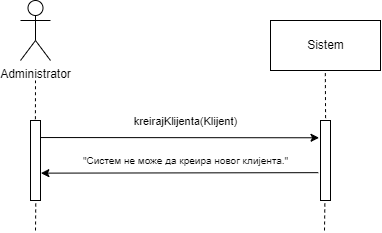 Sistem
Administrator
kreirajKlijenta(Klijent)
"Систем не може да креира новог клијента."